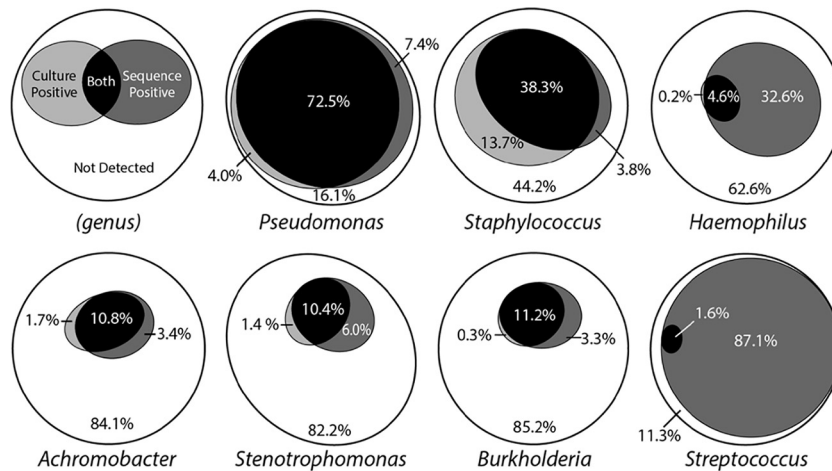 Culture Positive
Both
Sequence Positive
Not Detected
(genus)
72.5%
7.4%
4.0%
16.1%
Pseudomonas
38.3%
13.7%
3.8%
44.2%
Staphylococcus
0.2%
4.6%
32.6%
62.6%
Haemophilus
1.7%
10.8%
3.4%
84.1%
Achromobacter
1.4 %
10.4%
6.0%
82.2%
Stenotrophomonas
0.3%
11.2%
3.3%
85.2%
Burkholderia
1.6%
87.1%
11.3%
Streptococcus